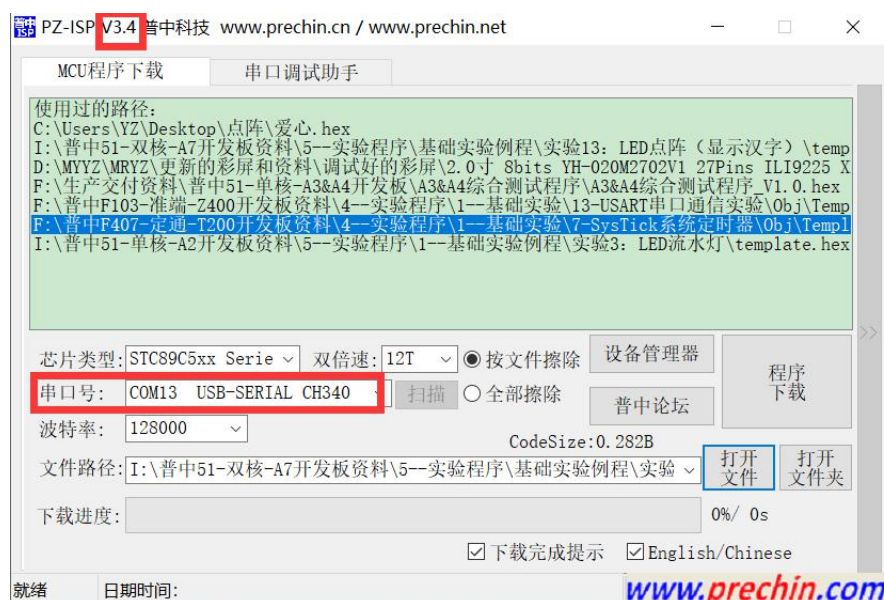 普中ISP PZ-ISP V3.4 普中科技 www.prechin.cn / www.prechin.net
MCU程序下载 串口调试助手
使用过的路径:
C:\Users\YZ\Desktop\点阵\爱心.hex
I:\普中51-双核-A7开发板资料\5--实验程序\基础实验例程\实验13：LED点阵（显示汉字）\temp
D:\MYYZ\MRYZ\更新的彩屏和资料\调试好的彩屏\2.0寸 8bits YH-020M2702V1 27Pins ILI9225 X
F:\生产交付资料\普中51-单核-A3&A4开发板\A3&A4综合测试程序\A3&A4综合测试程序_V1.0.hex
F:\普中F103-准端-Z400开发板资料\4--实验程序\1--基础实验\13-USART串口通信实验\Obj\Temp
F:\普中F407-定通-T200开发板资料\4--实验程序\1--基础实验\7-SysTick系统定时器\Obj\Templ
I:\普中51-单核-A2开发板资料\5--实验程序\1--基础实验例程\实验3：LED流水灯\template.hex
芯片类型: STC89C5xx Serie 双倍速: 12T 按文件擦除 设备管理器 程序下载
串口号: COM13 USB-SERIAL CH340 扫描 全部擦除 普中论坛
波特率: 128000 CodeSize:0.282B
文件路径: I:\普中51-双核-A7开发板资料\5--实验程序\基础实验例程\实验 打开文件 打开文件夹
下载进度: 0%/ 0s
下载完成提示 English/Chinese
就绪 日期时间: www.prechin.com